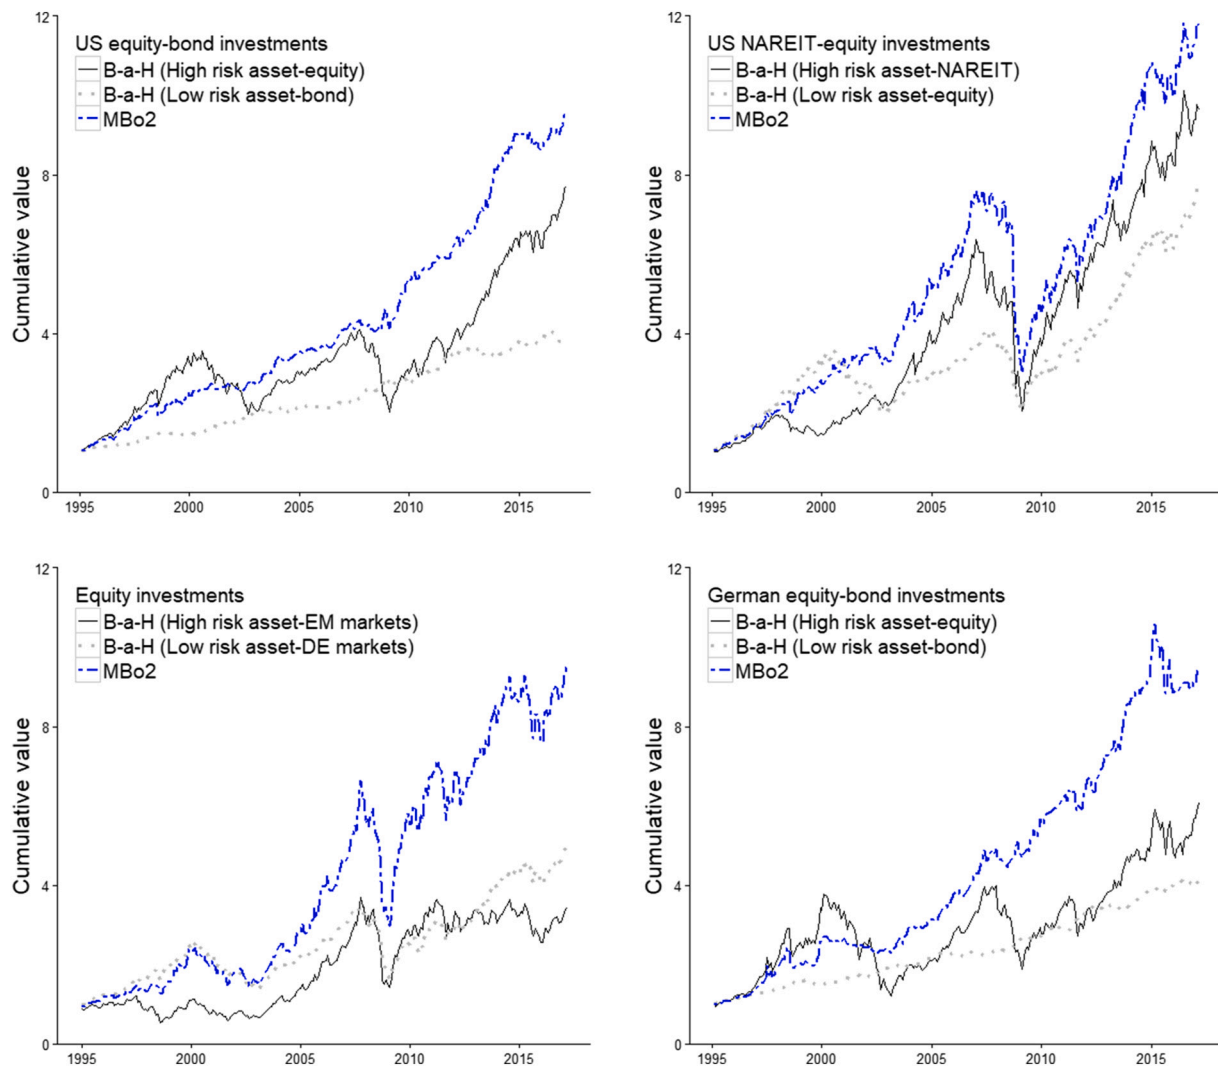 12
US equity-bond investments
B-a-H (High risk asset-equity)
B-a-H (Low risk asset-bond)
MBo2
8
Cumulative value
4
0
1995 2000 2005 2010 2015
12
US NAREIT-equity investments
B-a-H (High risk asset-NAREIT)
B-a-H (Low risk asset-equity)
MBo2
8
Cumulative value
4
0
1995 2000 2005 2010 2015
12
Equity investments
B-a-H (High risk asset-EM markets)
B-a-H (Low risk asset-DE markets)
MBo2
8
Cumulative value
4
0
1995 2000 2005 2010 2015
12
German equity-bond investments
B-a-H (High risk asset-equity)
B-a-H (Low risk asset-bond)
MBo2
8
Cumulative value
4
0
1995 2000 2005 2010 2015